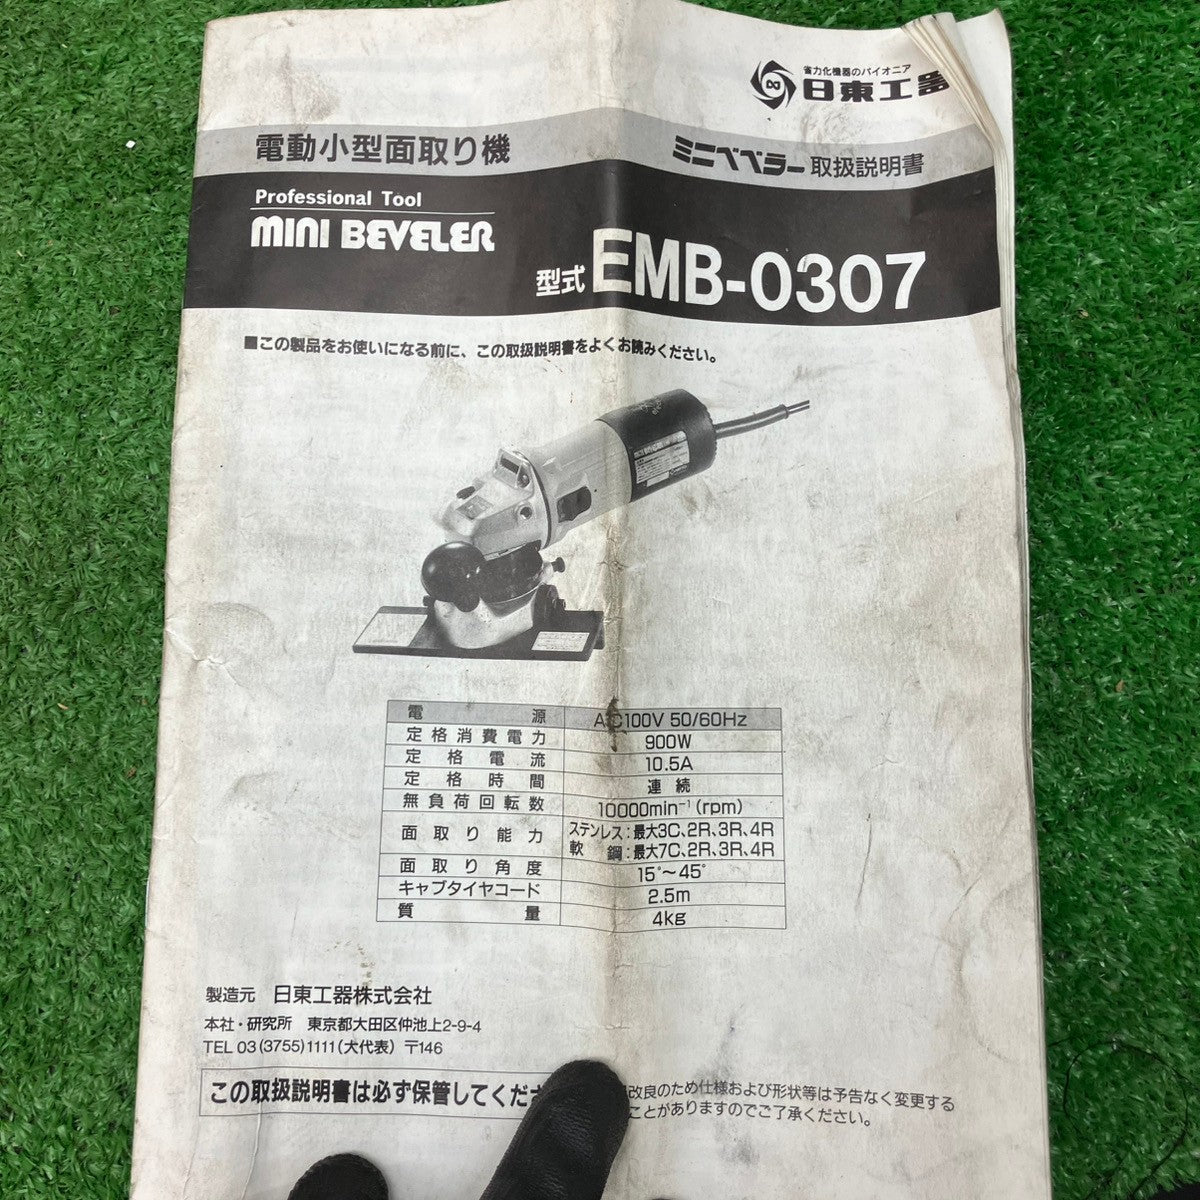 省力化機器のパイオニア
日東工器
電動小型面取り機
ミニベベラー 取扱説明書
Professional Tool
MINI BEVELER
型式 EMB-0307
■この製品をお使いになる前に、この取扱説明書をよくお読みください。
電源 AC100V 50/60Hz
定格消費電力 900W
定格電流 10.5A
定格時間 連続
無負荷回転数 10000min⁻¹(rpm)
面取り能力 ステンレス:最大3C、2R、3R、4R
軟鋼:最大7C、2R、3R、4R
面取り角度 15°~45°
キャブタイヤコード 2.5m
質量 4kg
製造元 日東工器株式会社
本社・研究所 東京都大田区仲池上2-9-4
TEL 03(3755)1111(大代表) 〒146
この取扱説明書は必ず保管してくださ
改良のため仕様および形状等は予告なく変更する
ことがありますのでご了承ください。